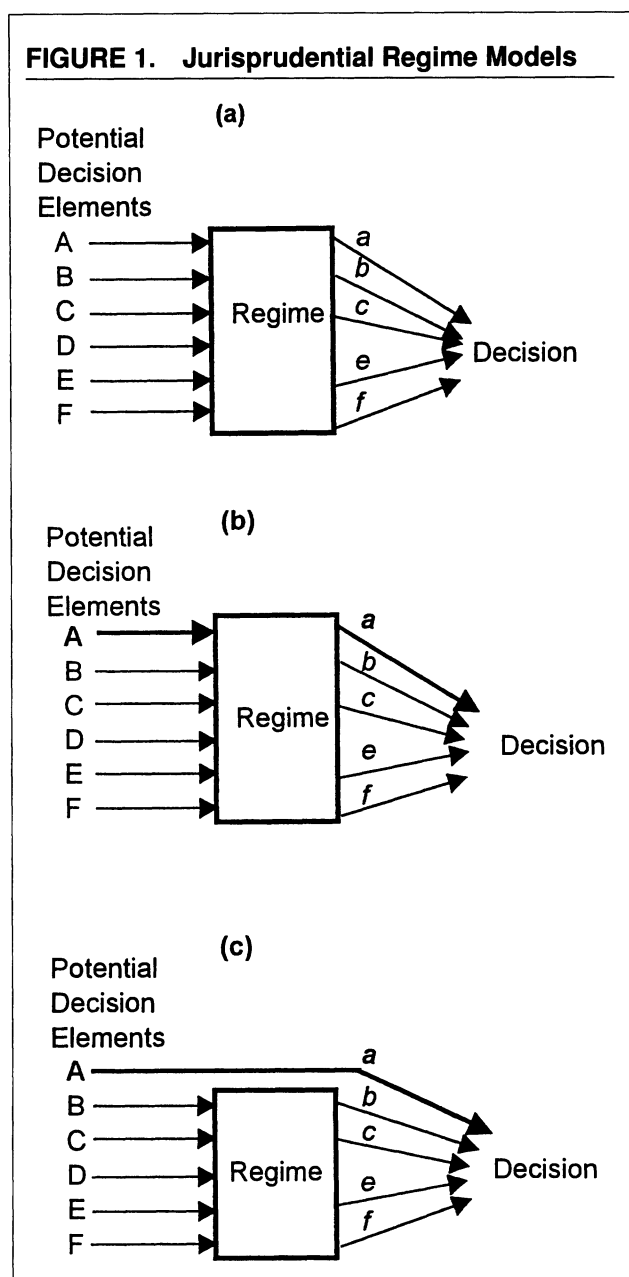 FIGURE 1. Jurisprudential Regime Models
(a)
Potential
Decision
Elements
A
B
C
D
E
F
Regime
a
b
c
e
f
Decision
(b)
Potential
Decision
Elements
A
B
C
D
E
F
Regime
a
b
c
e
f
Decision
(c)
Potential
Decision
Elements
A
B
C
D
E
F
Regime
a
b
c
e
f
Decision